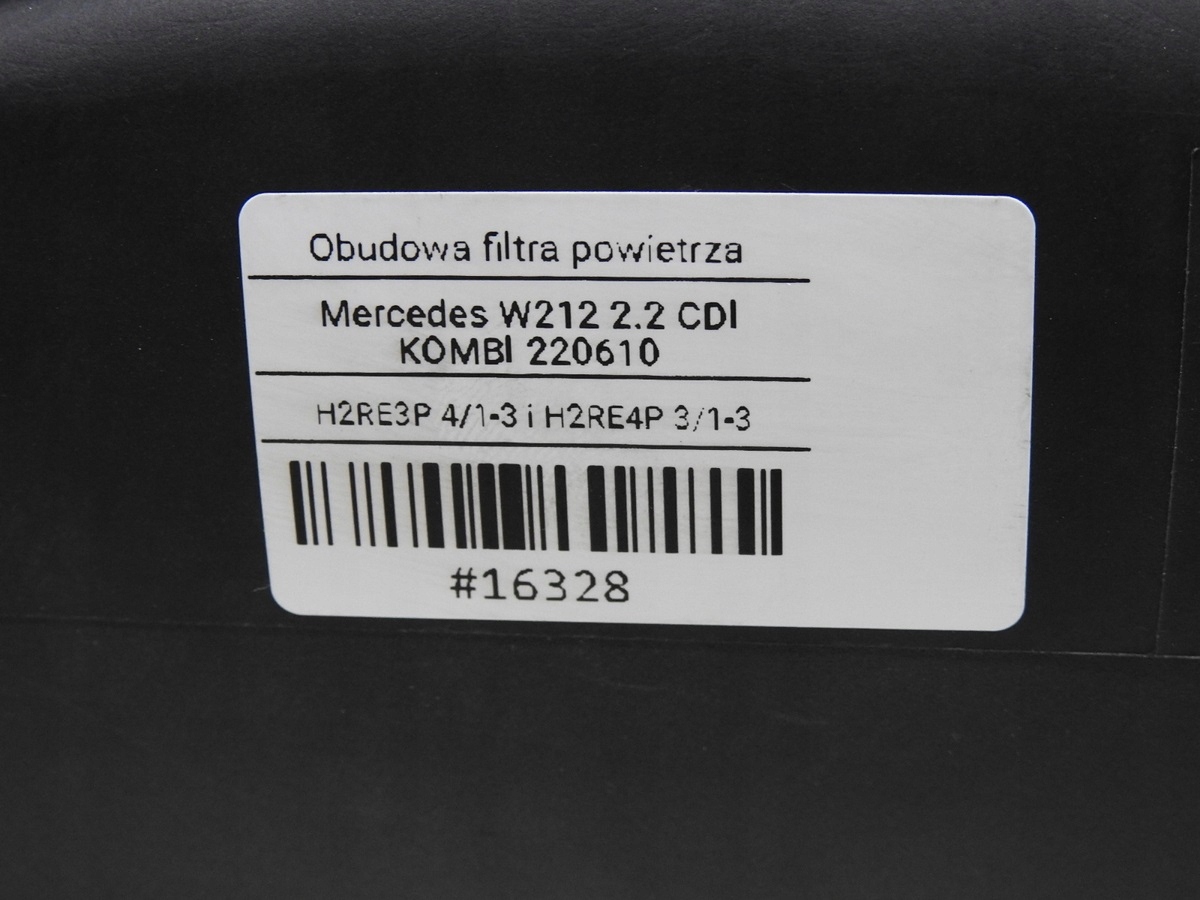 Obudowa filtra powietrza
Mercedes W212 2.2 CDI
KOMBI 220610
H2RE3P 4/1-3 i H2RE4P 3/1-3
#16328